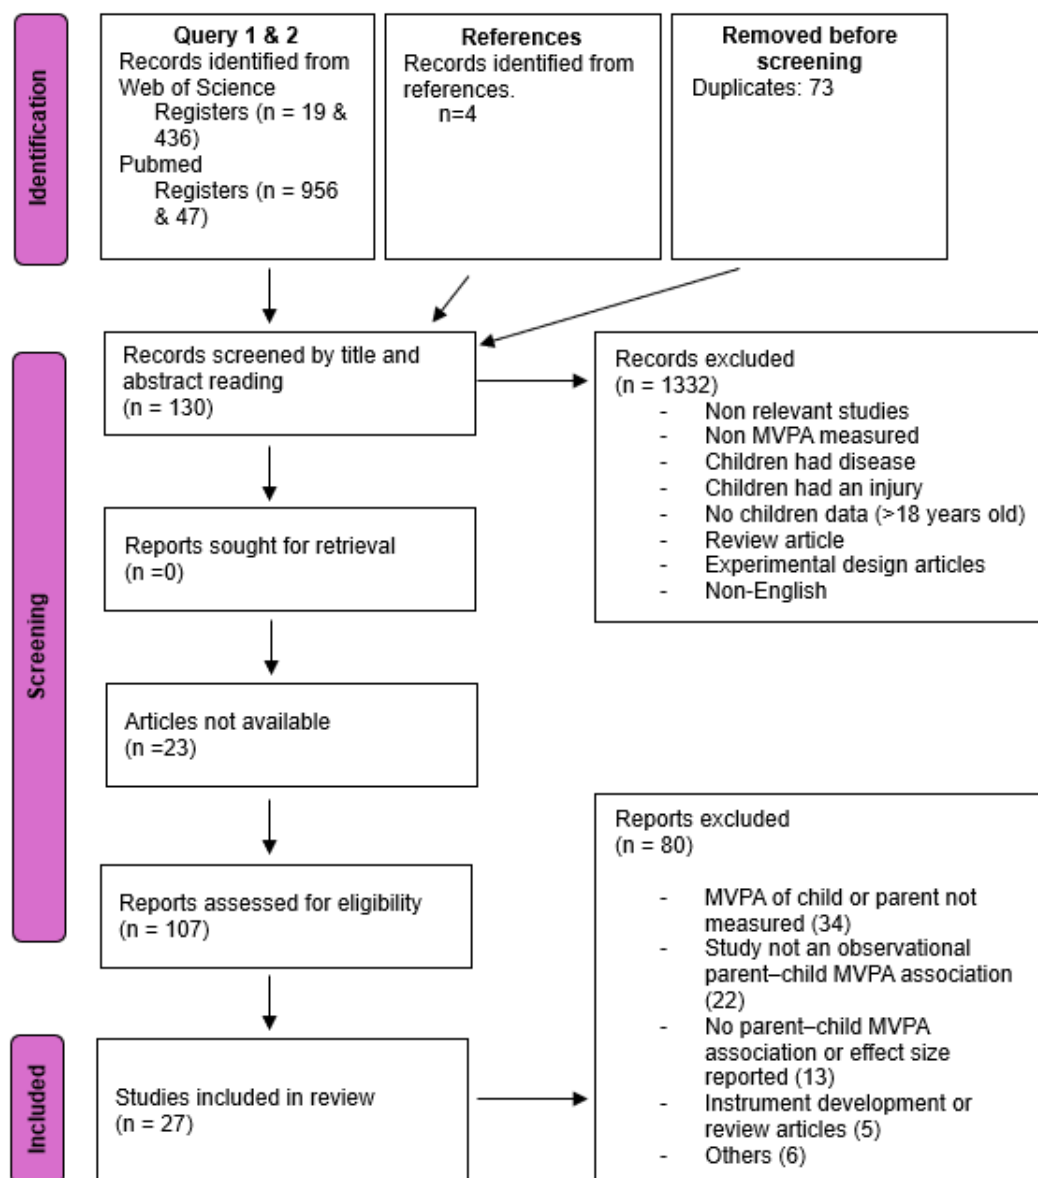 Identification
Query 1 & 2
Records identified from
Web of Science
Registers (n = 19 &
436)
Pubmed
Registers (n = 956
& 47)
References
Records identified from
references.
n=4
Removed before
screening
Duplicates: 73
Screening
Records screened by title and
abstract reading
(n = 130)
Records excluded
(n = 1332)
- Non relevant studies
- Non MVPA measured
- Children had disease
- Children had an injury
- No children data (>18 years old)
- Review article
- Experimental design articles
- Non-English
Reports sought for retrieval
(n =0)
Articles not available
(n =23)
Reports assessed for eligibility
(n = 107)
Reports excluded
(n = 80)
- MVPA of child or parent not
measured (34)
- Study not an observational
parent–child MVPA association
(22)
- No parent–child MVPA
association or effect size
reported (13)
- Instrument development or
review articles (5)
- Others (6)
Included
Studies included in review
(n = 27)